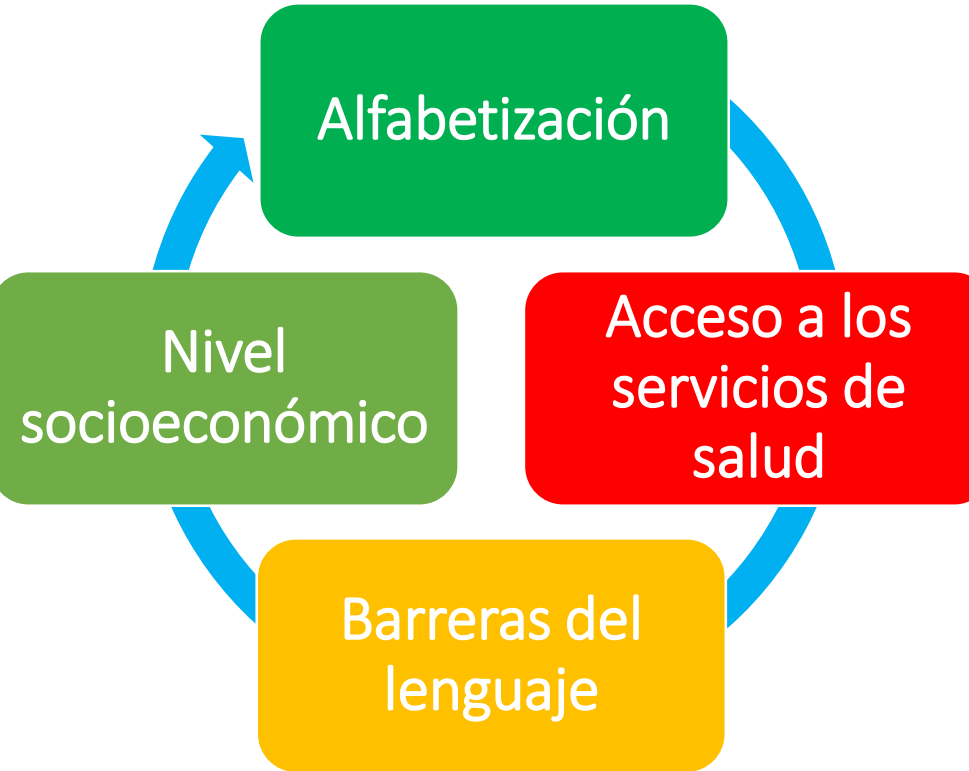 Alfabetización
Acceso a los
servicios de
salud
Barreras del
lenguaje
Nivel
socioeconómico